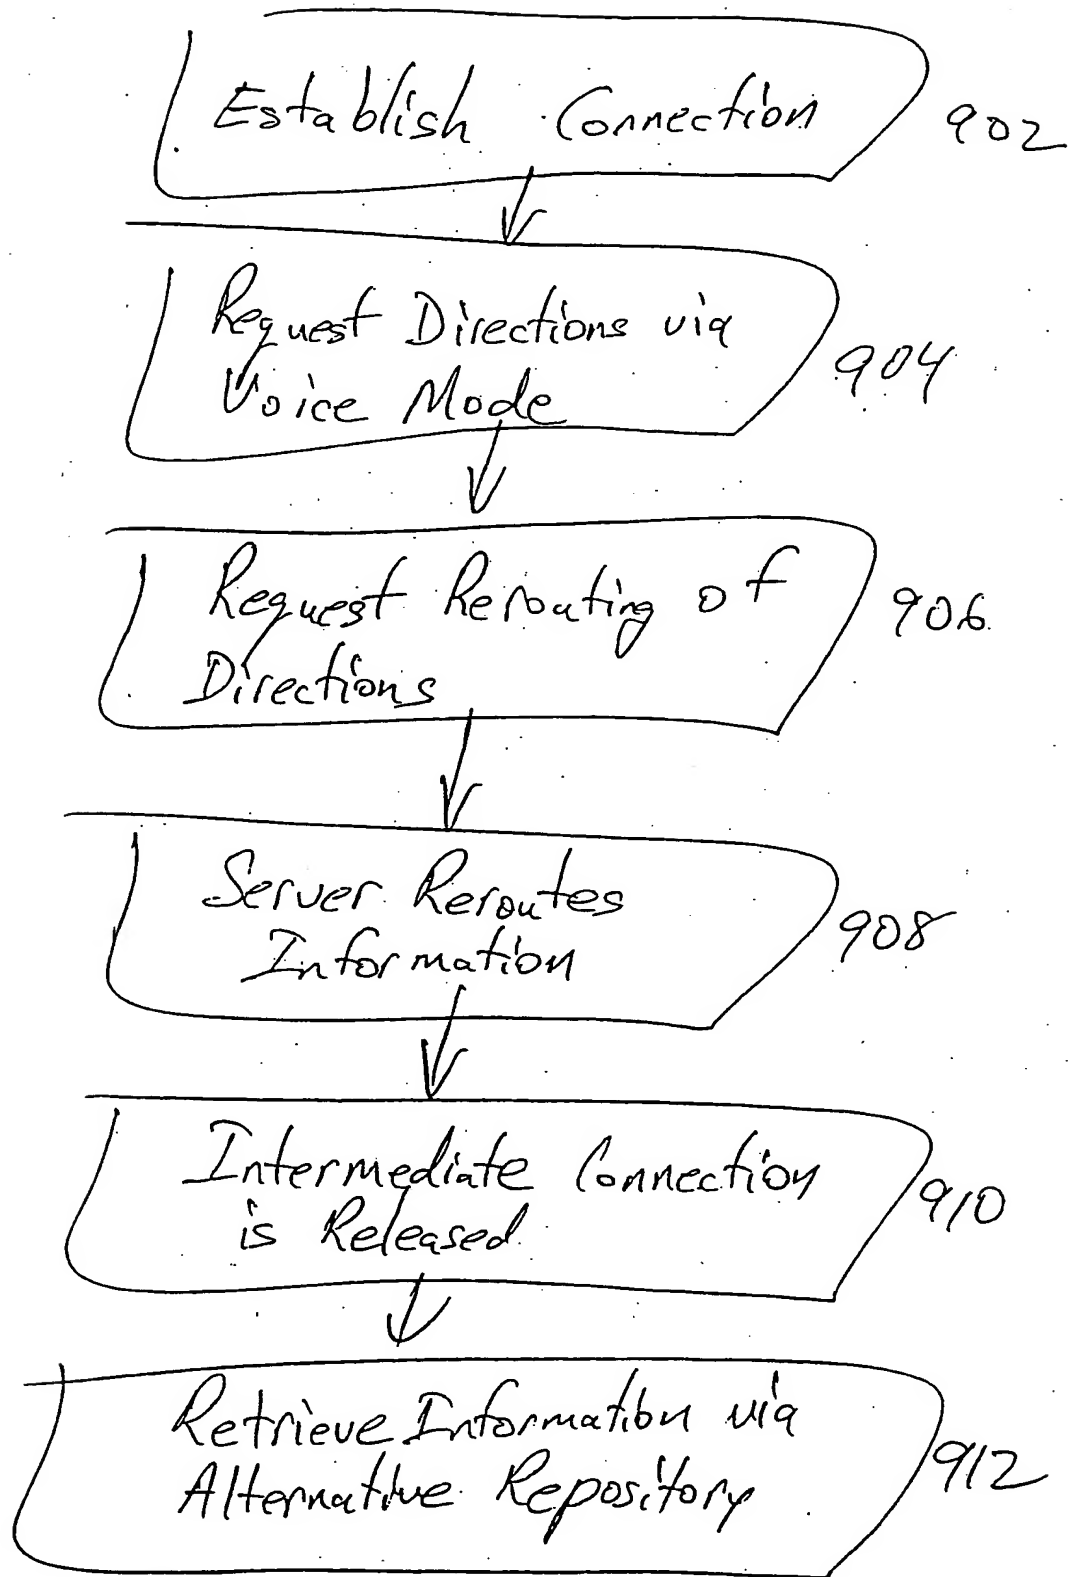 Establish Connection 902
Request Directions via
Voice Mode 904
Request Rerouting of
Directions 906
Server Reroutes
Information 908
Intermediate Connection
is Released 910
Retrieve Information via
Alternative Repository 912